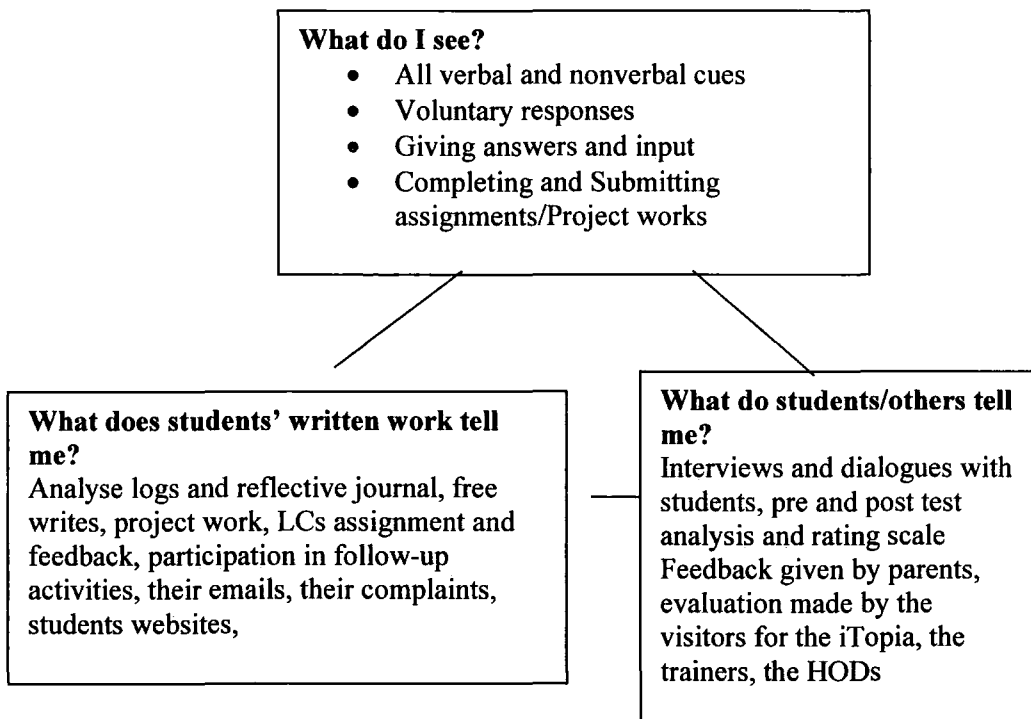 What do I see?
• All verbal and nonverbal cues
• Voluntary responses
• Giving answers and input
• Completing and Submitting
assignments/Project works
What does students' written work tell
me?
Analyse logs and reflective journal, free
writes, project work, LCs assignment and
feedback, participation in follow-up
activities, their emails, their complaints,
students websites,
What do students/others tell
me?
Interviews and dialogues with
students, pre and post test
analysis and rating scale
Feedback given by parents,
evaluation made by the
visitors for the iTopia, the
trainers, the HODs